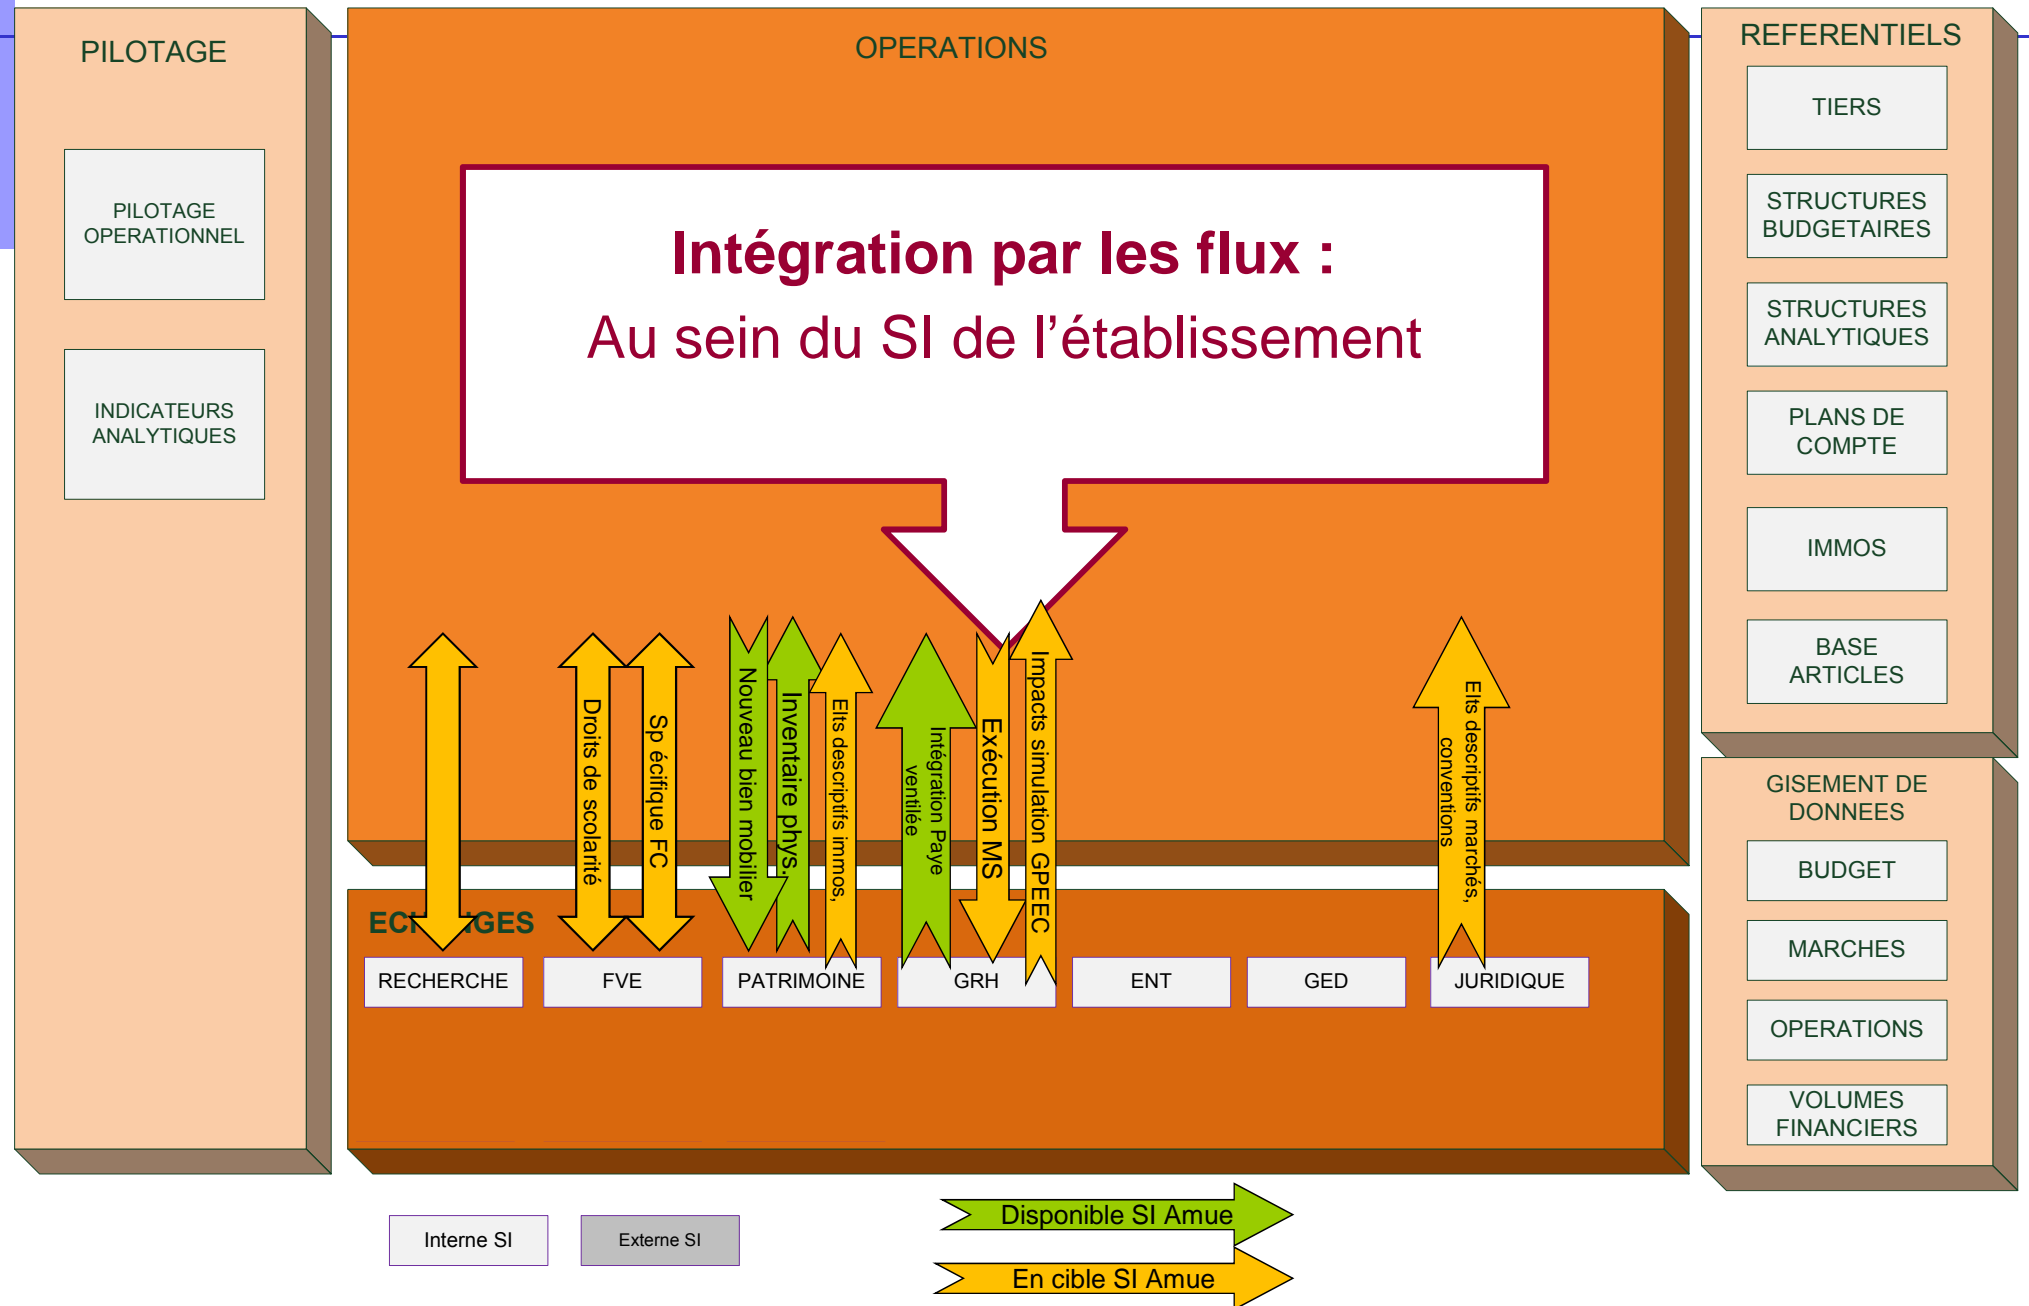 PILOTAGE
PILOTAGE
OPERATIONNEL
INDICATEURS
ANALYTIQUES
OPERATIONS
Intégration par les flux :
Au sein du SI de l’établissement
Droits de scolarité
Sp écifique FC
Nouveau bien mobilier
Inventaire phys.
Elts descriptifs immos,
Intégration Paye
ventilée
Exécution MS
Impacts simulation GPEEC
Elts descriptifs marchés,
conventions
RECHERCHE
FVE
PATRIMOINE
GRH
ENT
GED
JURIDIQUE
REFERENTIELS
TIERS
STRUCTURES
BUDGETAIRES
STRUCTURES
ANALYTIQUES
PLANS DE
COMPTE
IMMOS
BASE
ARTICLES
GISEMENT DE
DONNEES
BUDGET
MARCHES
OPERATIONS
VOLUMES
FINANCIERS
Interne SI
Externe SI
Disponible SI Amue
En cible SI Amue